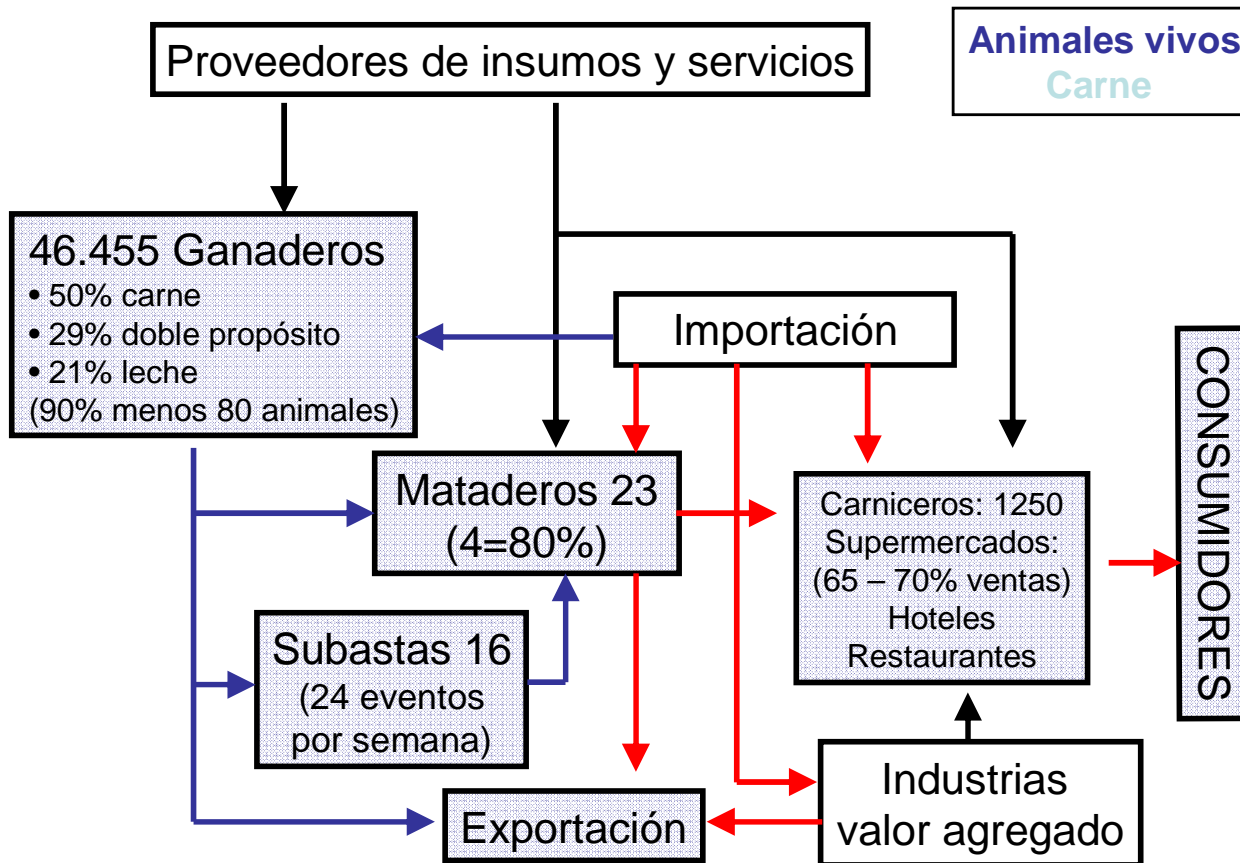 Proveedores de insumos y servicios
Animales vivos
Carne
46.455 Ganaderos
• 50% carne
• 29% doble propósito
• 21% leche
(90% menos 80 animales)
Importación
Mataderos 23
(4=80%)
Carniceros: 1250
Supermercados:
(65 – 70% ventas)
Hoteles
Restaurantes
CONSUMIDORES
Subastas 16
(24 eventos
por semana)
Exportación
Industrias
valor agregado